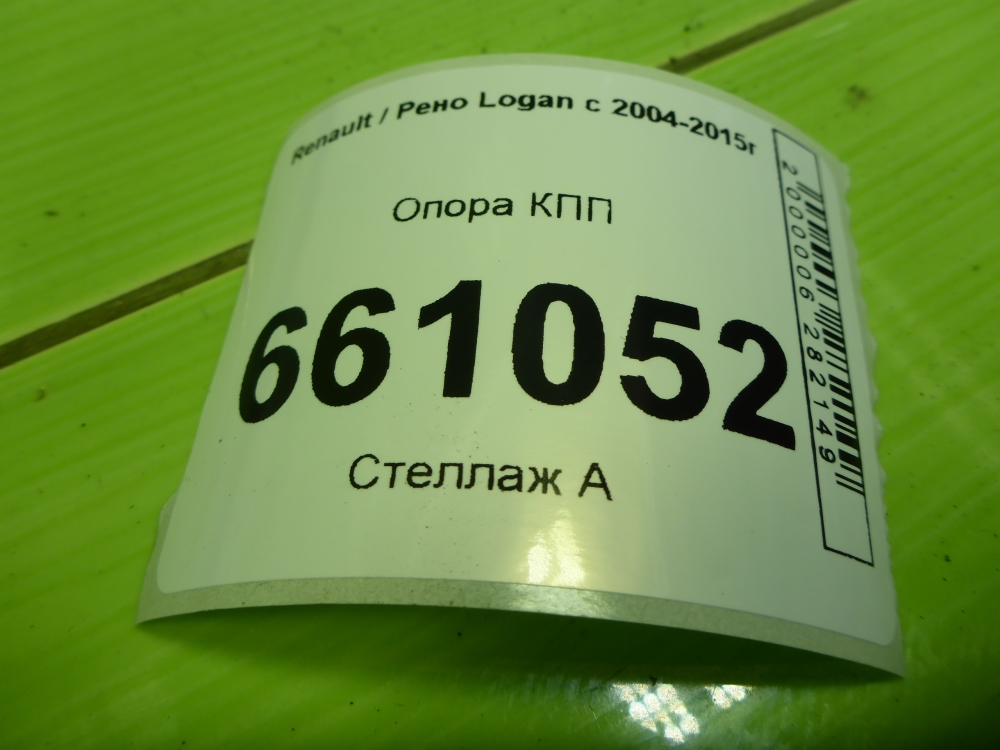 Renault / Рено Logan с 2004-2015г
Опора КПП
661052
Стеллаж А
2000006282149